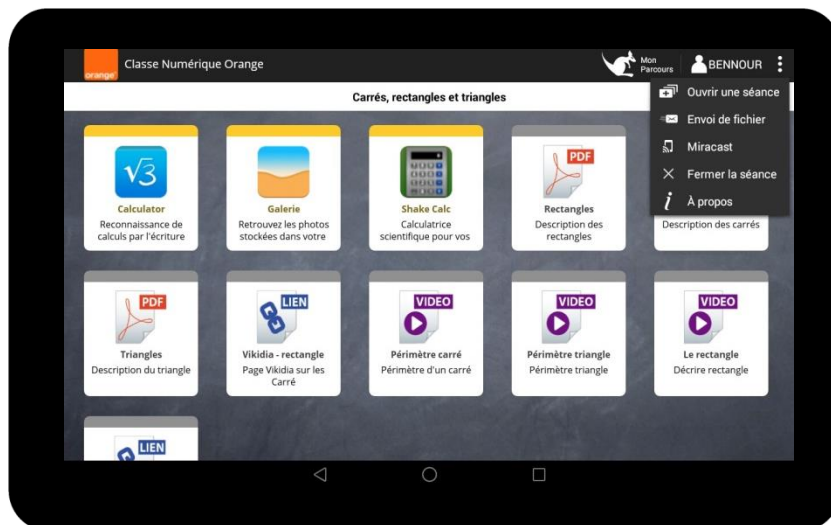 orange
Classe Numérique Orange
Mon
Parcours
BENNOUR
Carrés, rectangles et triangles
Ouvrir une séance
Envoi de fichier
Miracast
Fermer la séance
À propos
√3
Calculator
Reconnaissance de
calculs par l'écriture
Galerie
Retrouvez les photos
stockées dans votre
Shake Calc
Calculatrice
scientifique pour vos
PDF
Rectangles
Description des
rectangles
Description des carrés
PDF
Triangles
Description du triangle
LIEN
Vikidia - rectangle
Page Vikidia sur les
Carré
VIDEO
Périmètre carré
Périmètre d'un carré
VIDEO
Périmètre triangle
Périmètre triangle
VIDEO
Le rectangle
Décrire rectangle
LIEN